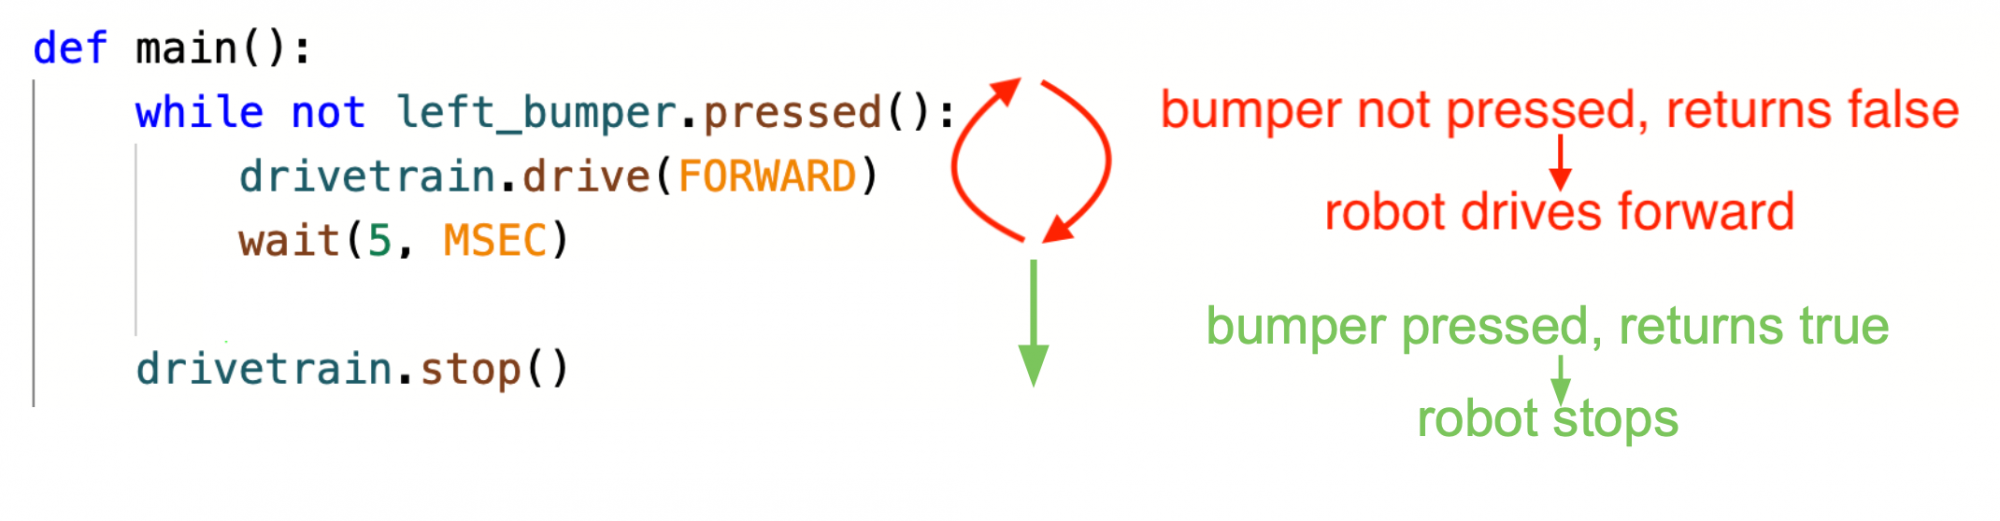 def main():
while not left_bumper.pressed():
drivetrain.drive(FORWARD)
wait(5, MSEC)
drivetrain.stop()
bumper not pressed, returns false
robot drives forward
bumper pressed, returns true
robot stops